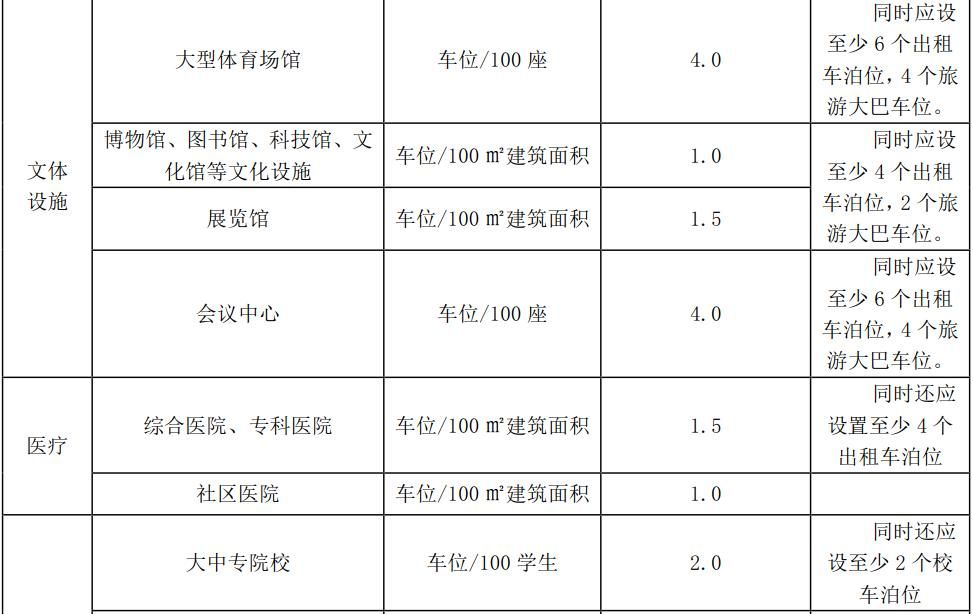 文体
设施
大型体育场馆
车位/100 座
4.0
同时应设
至少 6 个出租
车泊位，4 个旅
游大巴车位。
博物馆、图书馆、科技馆、文
化馆等文化设施
车位/100 ㎡建筑面积
1.0
同时应设
至少 4 个出租
车泊位，2 个旅
游大巴车位。
展览馆
车位/100 ㎡建筑面积
1.5
会议中心
车位/100 座
4.0
同时应设
至少 6 个出租
车泊位，4 个旅
游大巴车位。
医疗
综合医院、专科医院
车位/100 ㎡建筑面积
1.5
同时还应
设置至少 4 个
出租车泊位
社区医院
车位/100 ㎡建筑面积
1.0
大中专院校
车位/100 学生
2.0
同时还应
设至少 2 个校
车泊位